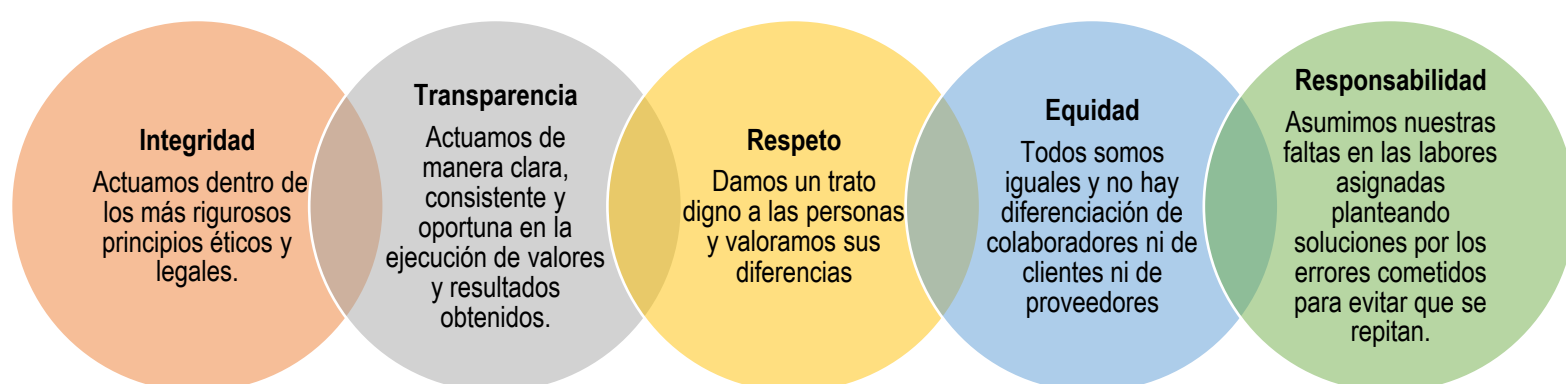 Integridad
Actuamos dentro de
los más rigurosos
principios éticos y
legales.
Transparencia
Actuamos de
manera clara,
consistente y
oportuna en la
ejecución de valores
y resultados
obtenidos.
Respeto
Damos un trato
digno a las personas
y valoramos sus
diferencias
Equidad
Todos somos
iguales y no hay
diferenciación de
colaboradores ni de
clientes ni de
proveedores
Responsabilidad
Asumimos nuestras
faltas en las labores
asignadas
planteando
soluciones por los
errores cometidos
para evitar que se
repitan.